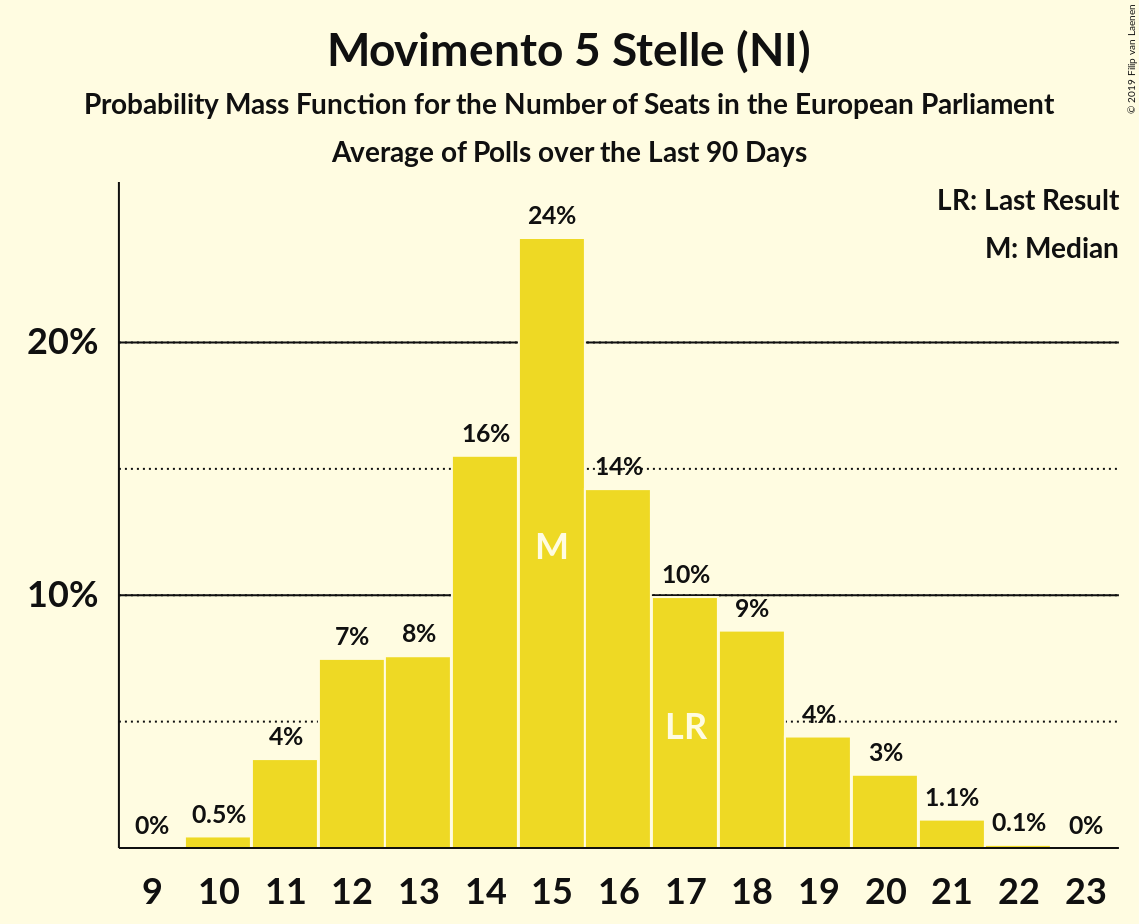 Movimento 5 Stelle (NI)
Probability Mass Function for the Number of Seats in the European Parliament
Average of Polls over the Last 90 Days
© 2019 Filip van Laenen
LR: Last Result
M: Median
24%
20%
16%
14%
M
10%
10%
9%
8%
7%
4%
LR
4%
3%
1.1%
0.5%
0.1%
0%
0%
9 10 11 12 13 14 15 16 17 18 19 20 21 22 23